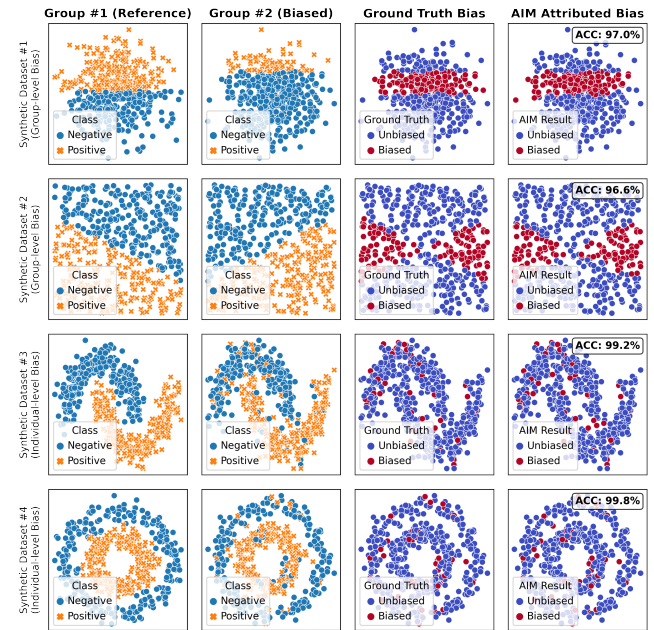 Group #1 (Reference)
Group #2 (Biased)
Ground Truth Bias
AIM Attributed Bias
Synthetic Dataset #1
(Group-level Bias)
Class
Negative
Positive
Class
Negative
Positive
Ground Truth
Unbiased
Biased
ACC: 97.0%
AIM Result
Unbiased
Biased
Synthetic Dataset #2
(Group-level Bias)
Class
Negative
Positive
Class
Negative
Positive
Ground Truth
Unbiased
Biased
ACC: 96.6%
AIM Result
Unbiased
Biased
Synthetic Dataset #3
(Individual-level Bias)
Class
Negative
Positive
Class
Negative
Positive
Ground Truth
Unbiased
Biased
ACC: 99.2%
AIM Result
Unbiased
Biased
Synthetic Dataset #4
(Individual-level Bias)
Class
Negative
Positive
Class
Negative
Positive
Ground Truth
Unbiased
Biased
ACC: 99.8%
AIM Result
Unbiased
Biased